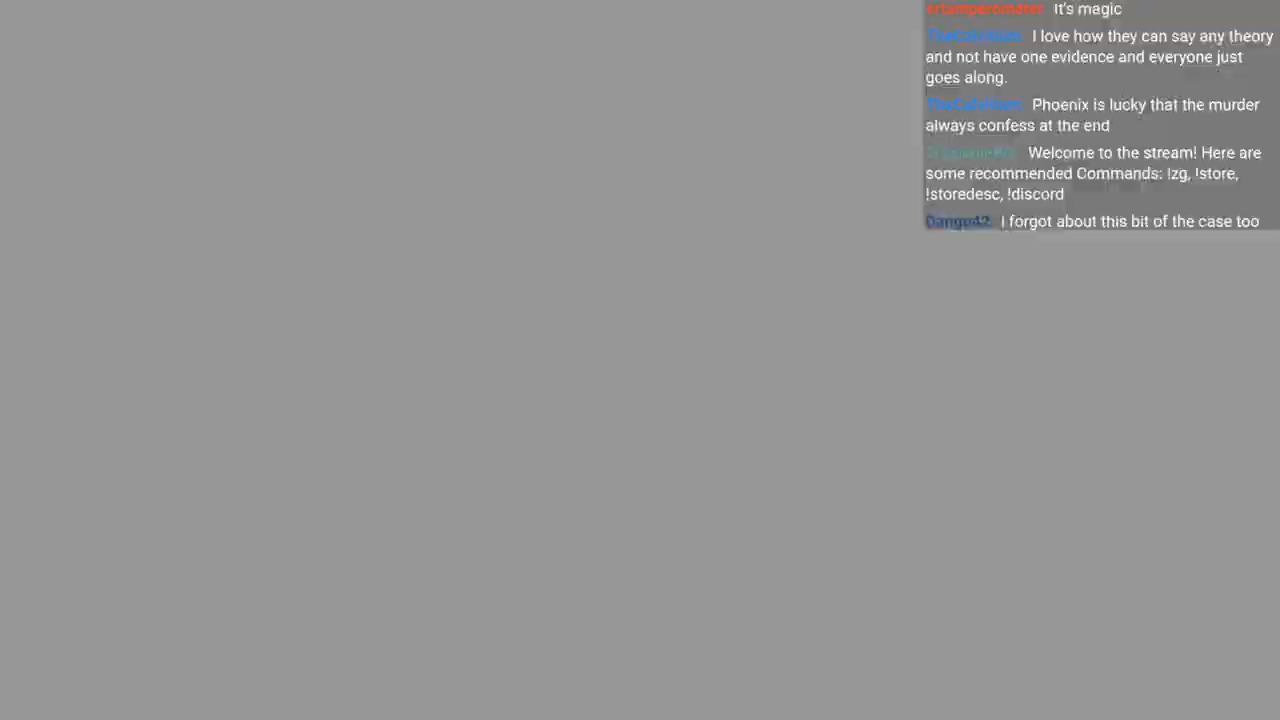 It's magic
I love how they can say any theory
and not have one evidence and everyone just
goes along.
Phoenix is lucky that the murder
always confess at the end
Welcome to the stream! Here are
some recommended Commands: !zg, !store,
!storedesc, !discord
Dango42 I forgot about this bit of the case too